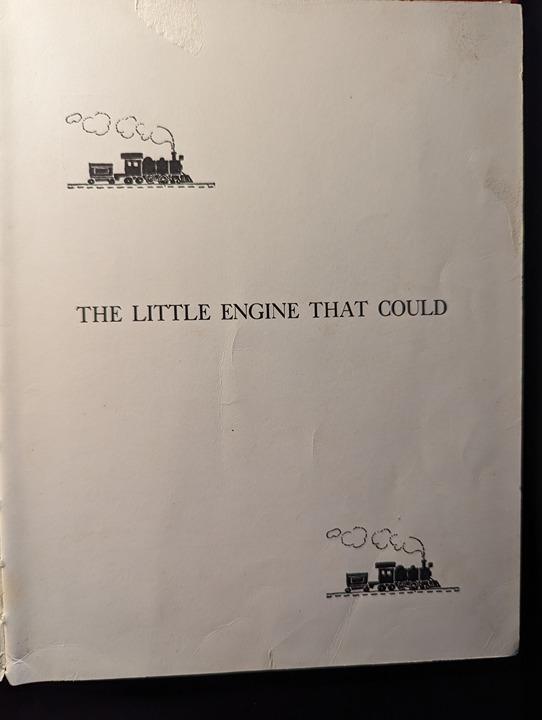 THE LITTLE ENGINE THAT COULD